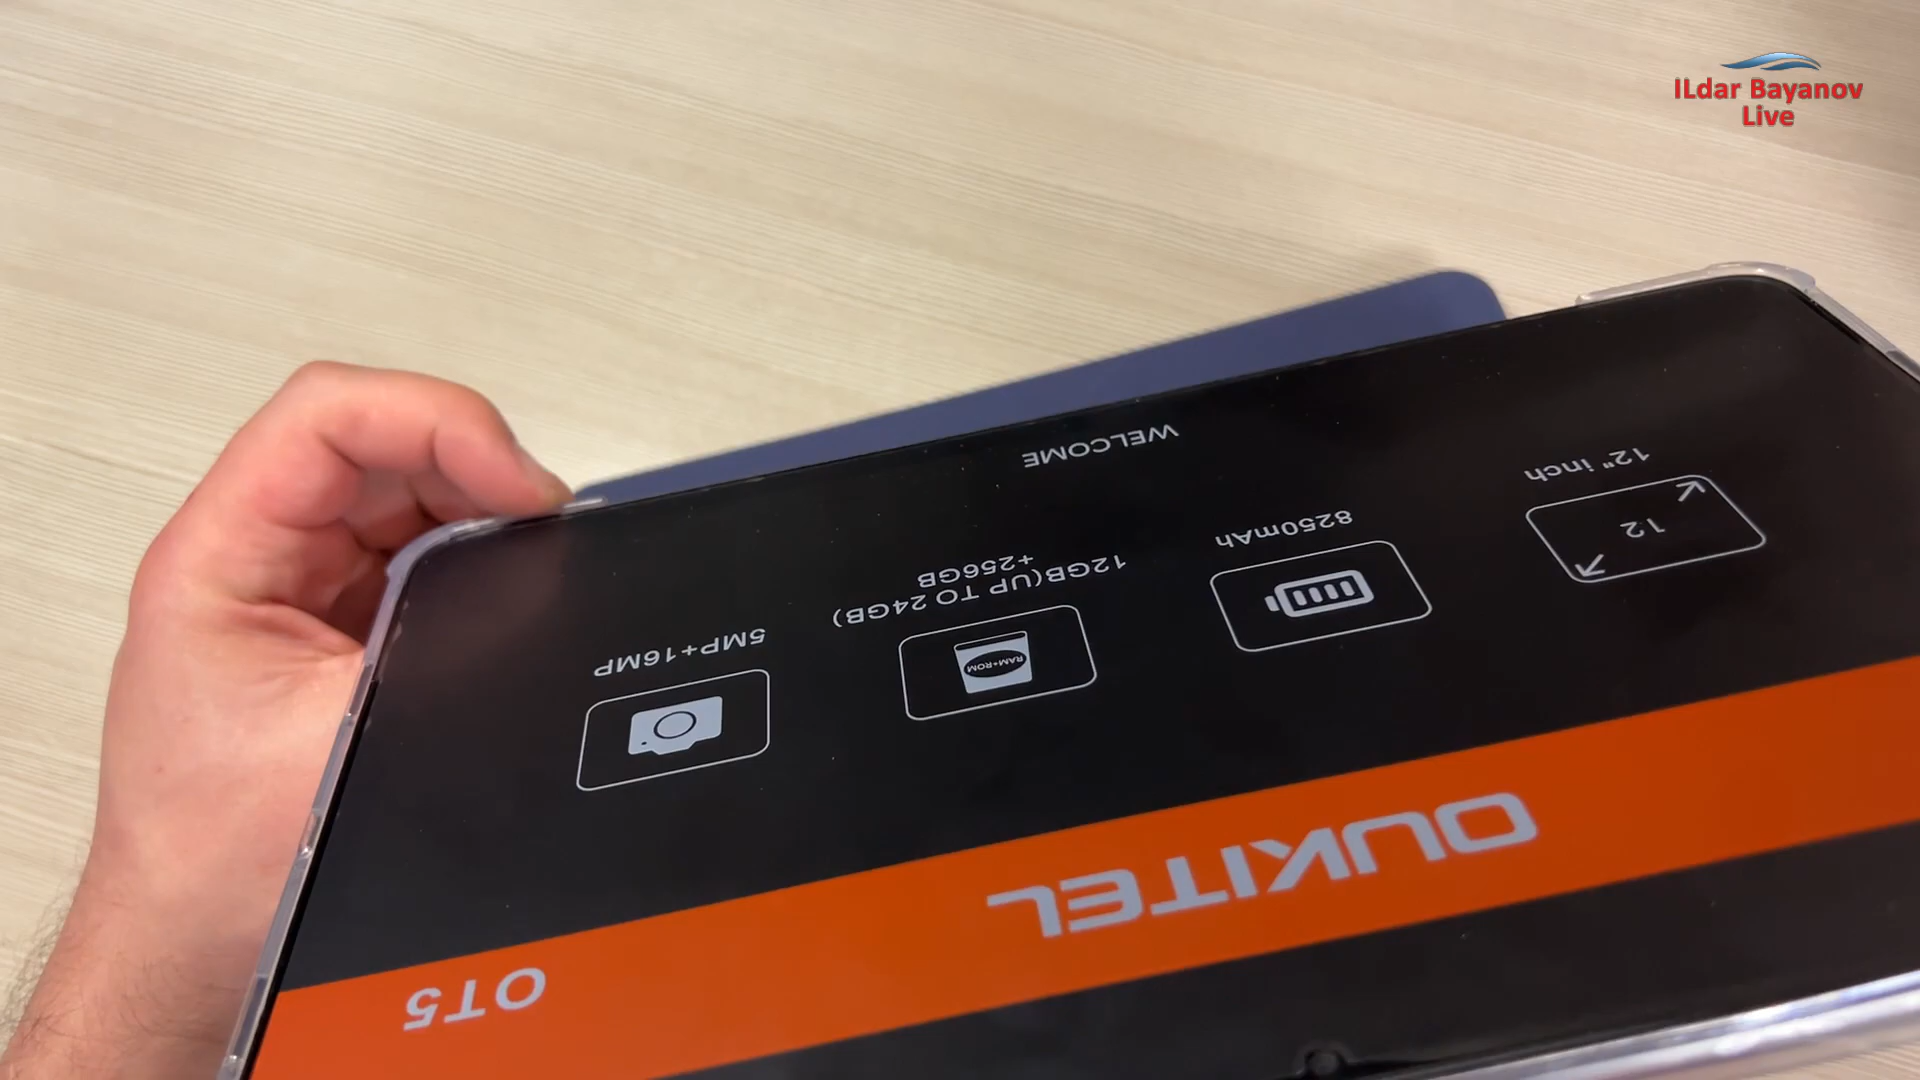 ILdar Bayanov
Live
OT5
OUKITEL
12
12" inch
8250mAh
RAM+ROM
12GB(UP TO 24GB)
+256GB
5MP+16MP
WELCOME